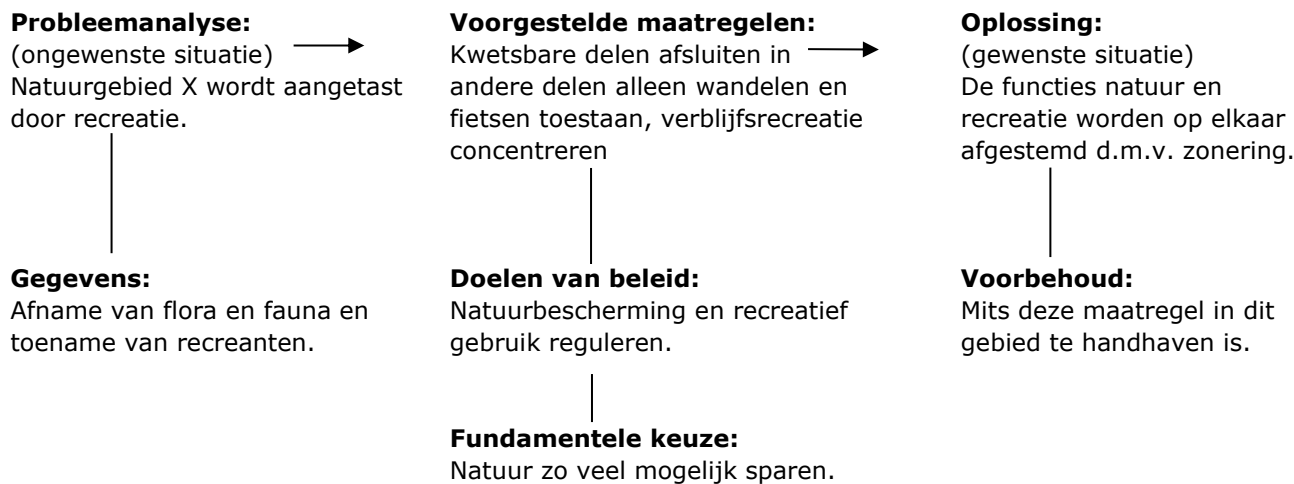 Probleemanalyse:
(ongewenste situatie)
Natuurgebied X wordt aangetast
door recreatie.
Voorgestelde maatregelen:
Kwetsbare delen afsluiten in
andere delen alleen wandelen en
fietsen toestaan, verblijfsrecreatie
concentreren
Oplossing:
(gewenste situatie)
De functies natuur en
recreatie worden op elkaar
afgestemd d.m.v. zonering.
Gegevens:
Afname van flora en fauna en
toename van recreanten.
Doelen van beleid:
Natuurbescherming en recreatief
gebruik reguleren.
Voorbehoud:
Mits deze maatregel in dit
gebied te handhaven is.
Fundamentele keuze:
Natuur zo veel mogelijk sparen.